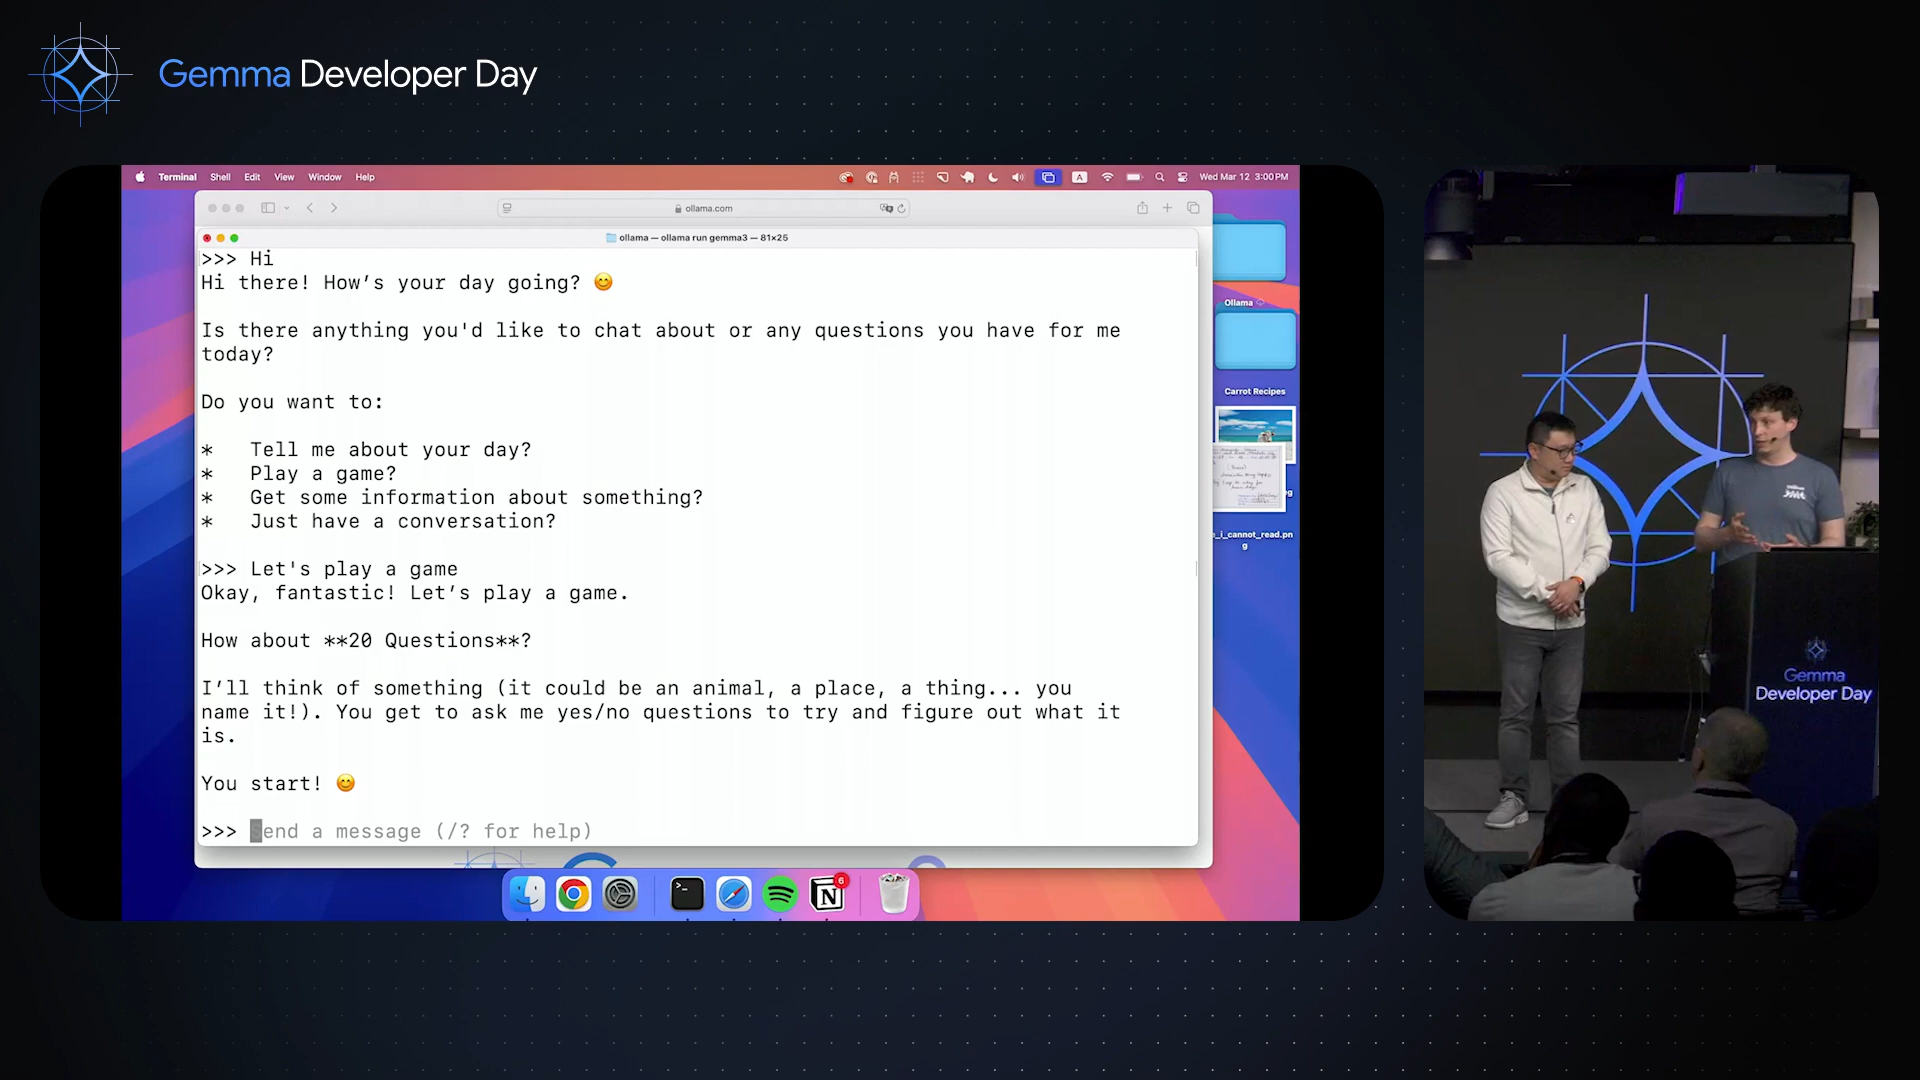 Gemma Developer Day
Terminal Shell Edit View Window Help
A
Wed Mar 12 3:00 PM
ollama.com
ollama — ollama run gemma3 — 81×25
>>> Hi
Hi there! How’s your day going? 😊
Is there anything you'd like to chat about or any questions you have for me
today?
Do you want to:
* Tell me about your day?
* Play a game?
* Get some information about something?
* Just have a conversation?
>>> Let's play a game
Okay, fantastic! Let’s play a game.
How about **20 Questions**?
I’ll think of something (it could be an animal, a place, a thing... you
name it!). You get to ask me yes/no questions to try and figure out what it
is.
You start! 😊
>>> Send a message (/? for help)
Ollama
Carrot Recipes
_i_cannot_read.pn
g
6
Gemma
Developer Day